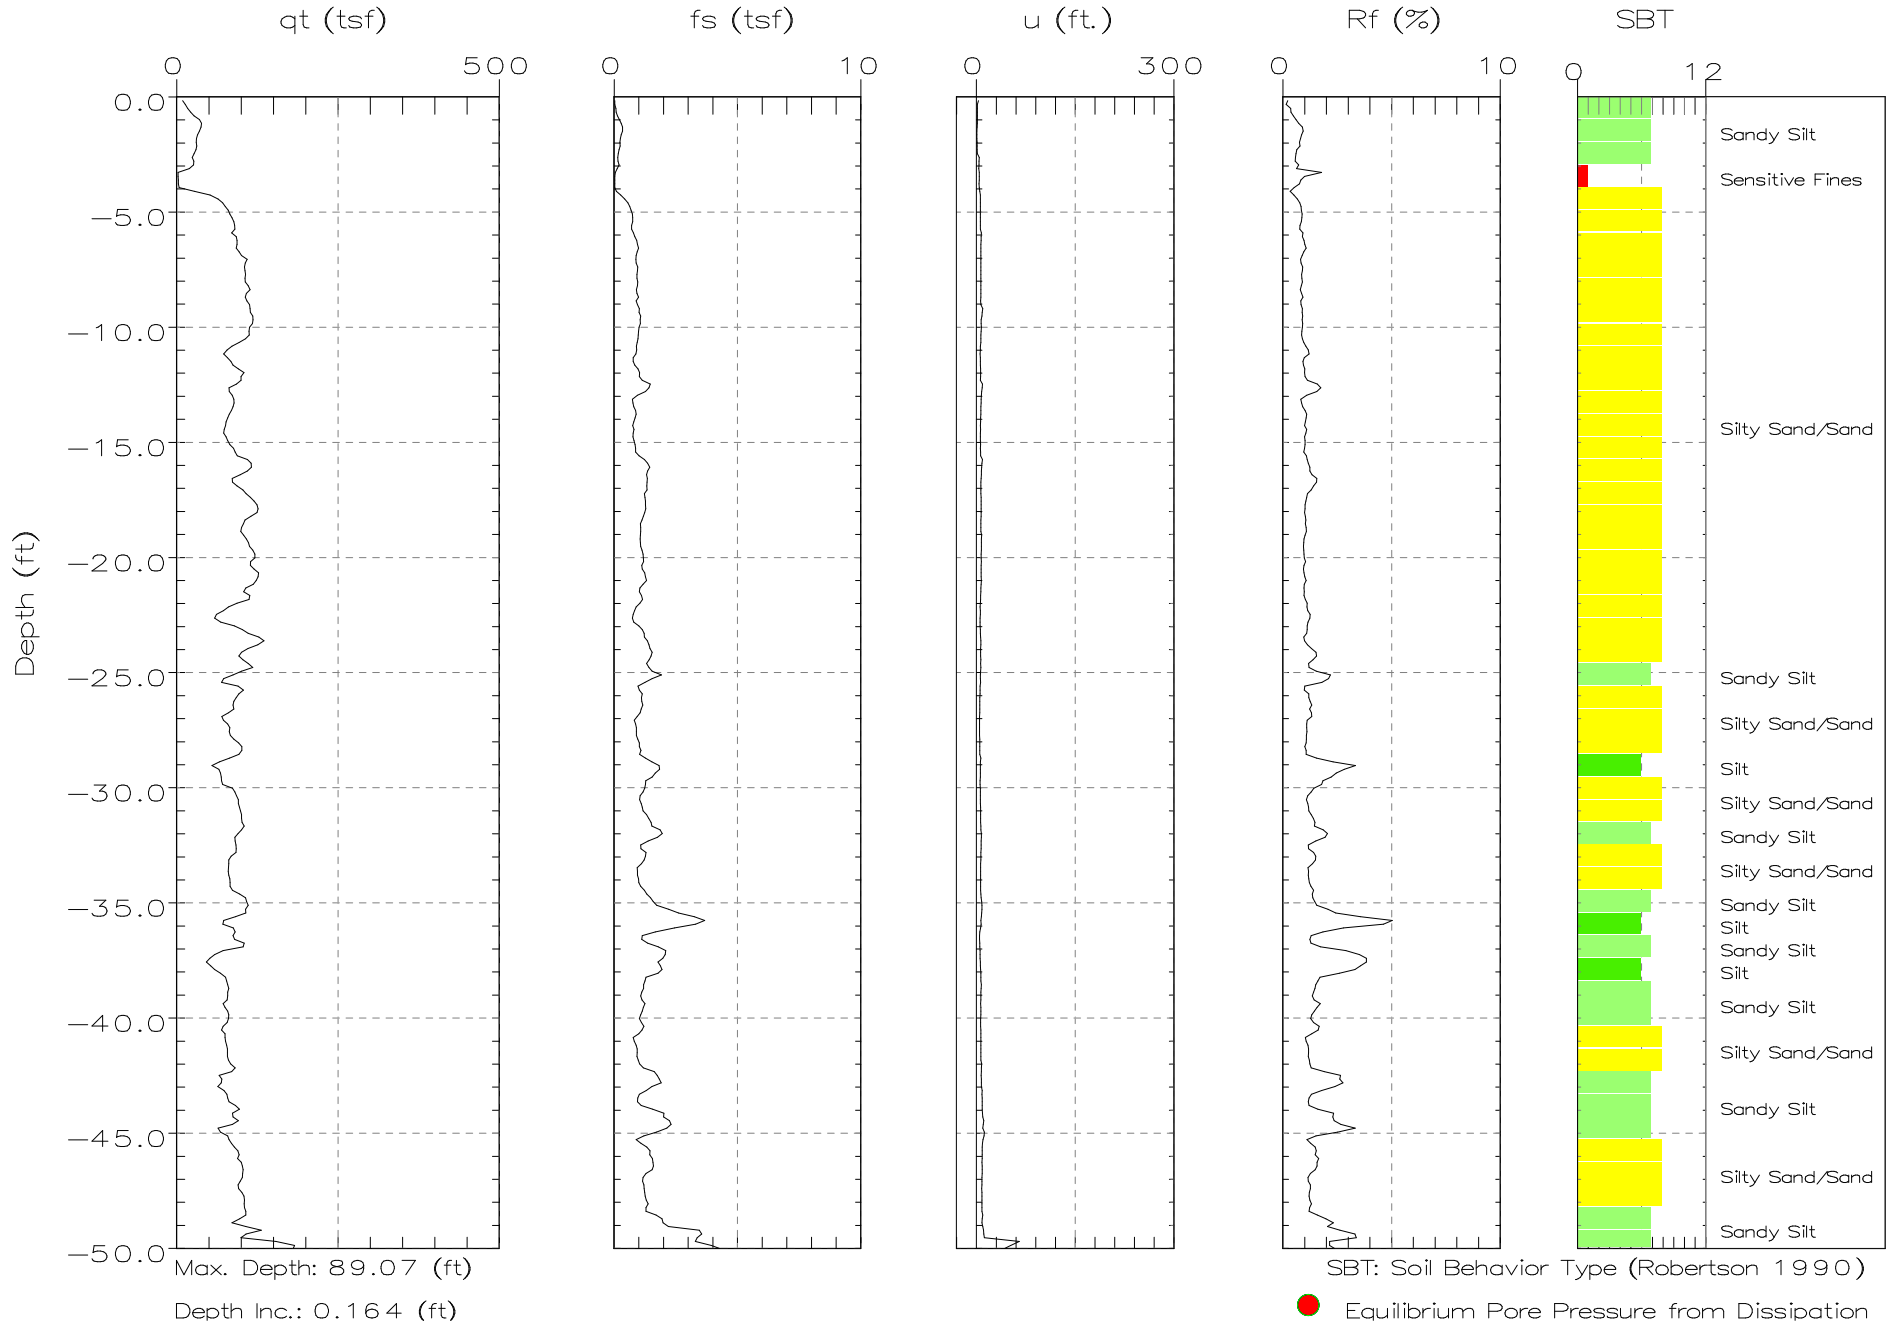 qt (tsf) fs (tsf) u (ft.) Rf (%) SBT
0 500 0 10 0 300 0 10 0 12
Depth (ft)
0.0
-5.0
-10.0
-15.0
-20.0
-25.0
-30.0
-35.0
-40.0
-45.0
-50.0
Sandy Silt
Sensitive Fines
Silty Sand/Sand
Sandy Silt
Silty Sand/Sand
Silt
Silty Sand/Sand
Sandy Silt
Silty Sand/Sand
Sandy Silt
Silt
Sandy Silt
Silt
Sandy Silt
Silty Sand/Sand
Sandy Silt
Silty Sand/Sand
Sandy Silt
Max. Depth: 89.07 (ft)
Depth Inc.: 0.164 (ft)
SBT: Soil Behavior Type (Robertson 1990)
Equilibrium Pore Pressure from Dissipation